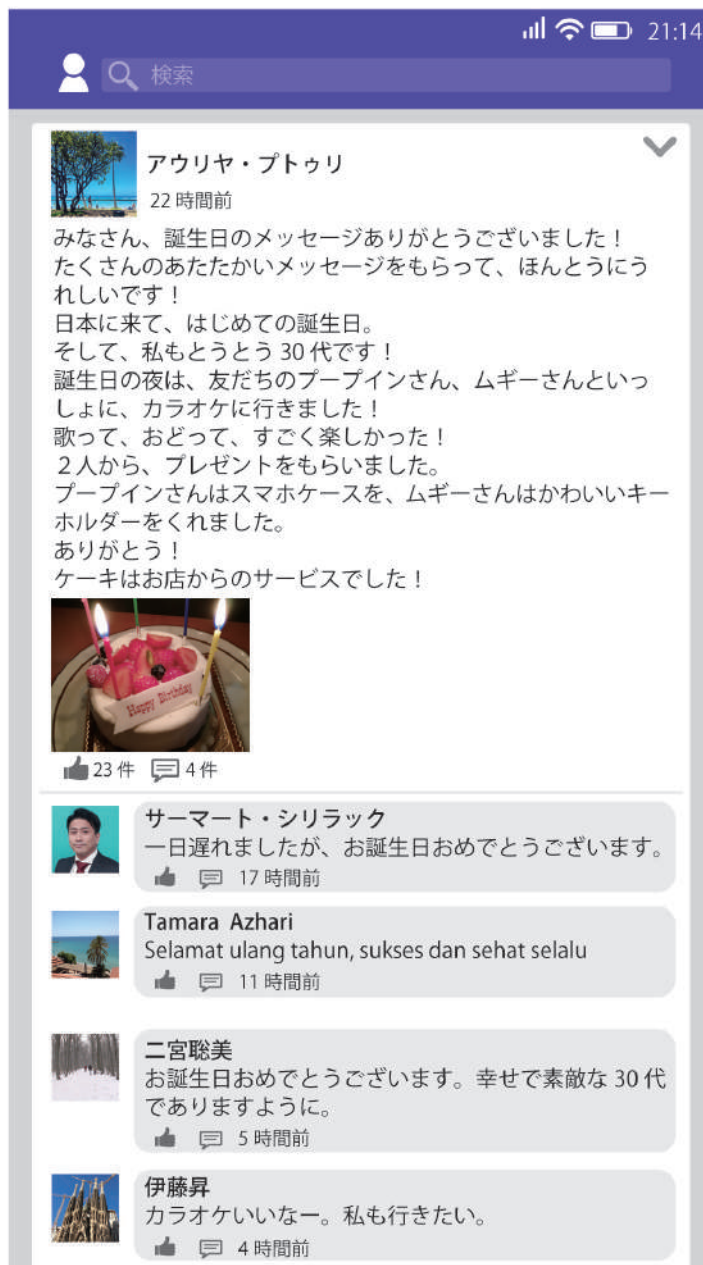 21:14
検索
アウリヤ・プトゥリ
22 時間前
みなさん、誕生日のメッセージありがとうございました！
たくさんのあたたかいメッセージをもらって、ほんとうにう
れしいです！
日本に来て、はじめての誕生日。
そして、私もとうとう 30 代です！
誕生日の夜は、友だちのプープインさん、ムギーさんといっ
しょに、カラオケに行きました！
歌って、おどって、すごく楽しかった！
２人から、プレゼントをもらいました。
プープインさんはスマホケースを、ムギーさんはかわいいキー
ホルダーをくれました。
ありがとう！
ケーキはお店からのサービスでした！
Happy Birthday
23 件 4 件
サーマート・シリラック
一日遅れましたが、お誕生日おめでとうございます。
17 時間前
Tamara Azhari
Selamat ulang tahun, sukses dan sehat selalu
11 時間前
二宮聡美
お誕生日おめでとうございます。幸せで素敵な 30 代
でありますように。
5 時間前
伊藤昇
カラオケいいなー。私も行きたい。
4 時間前